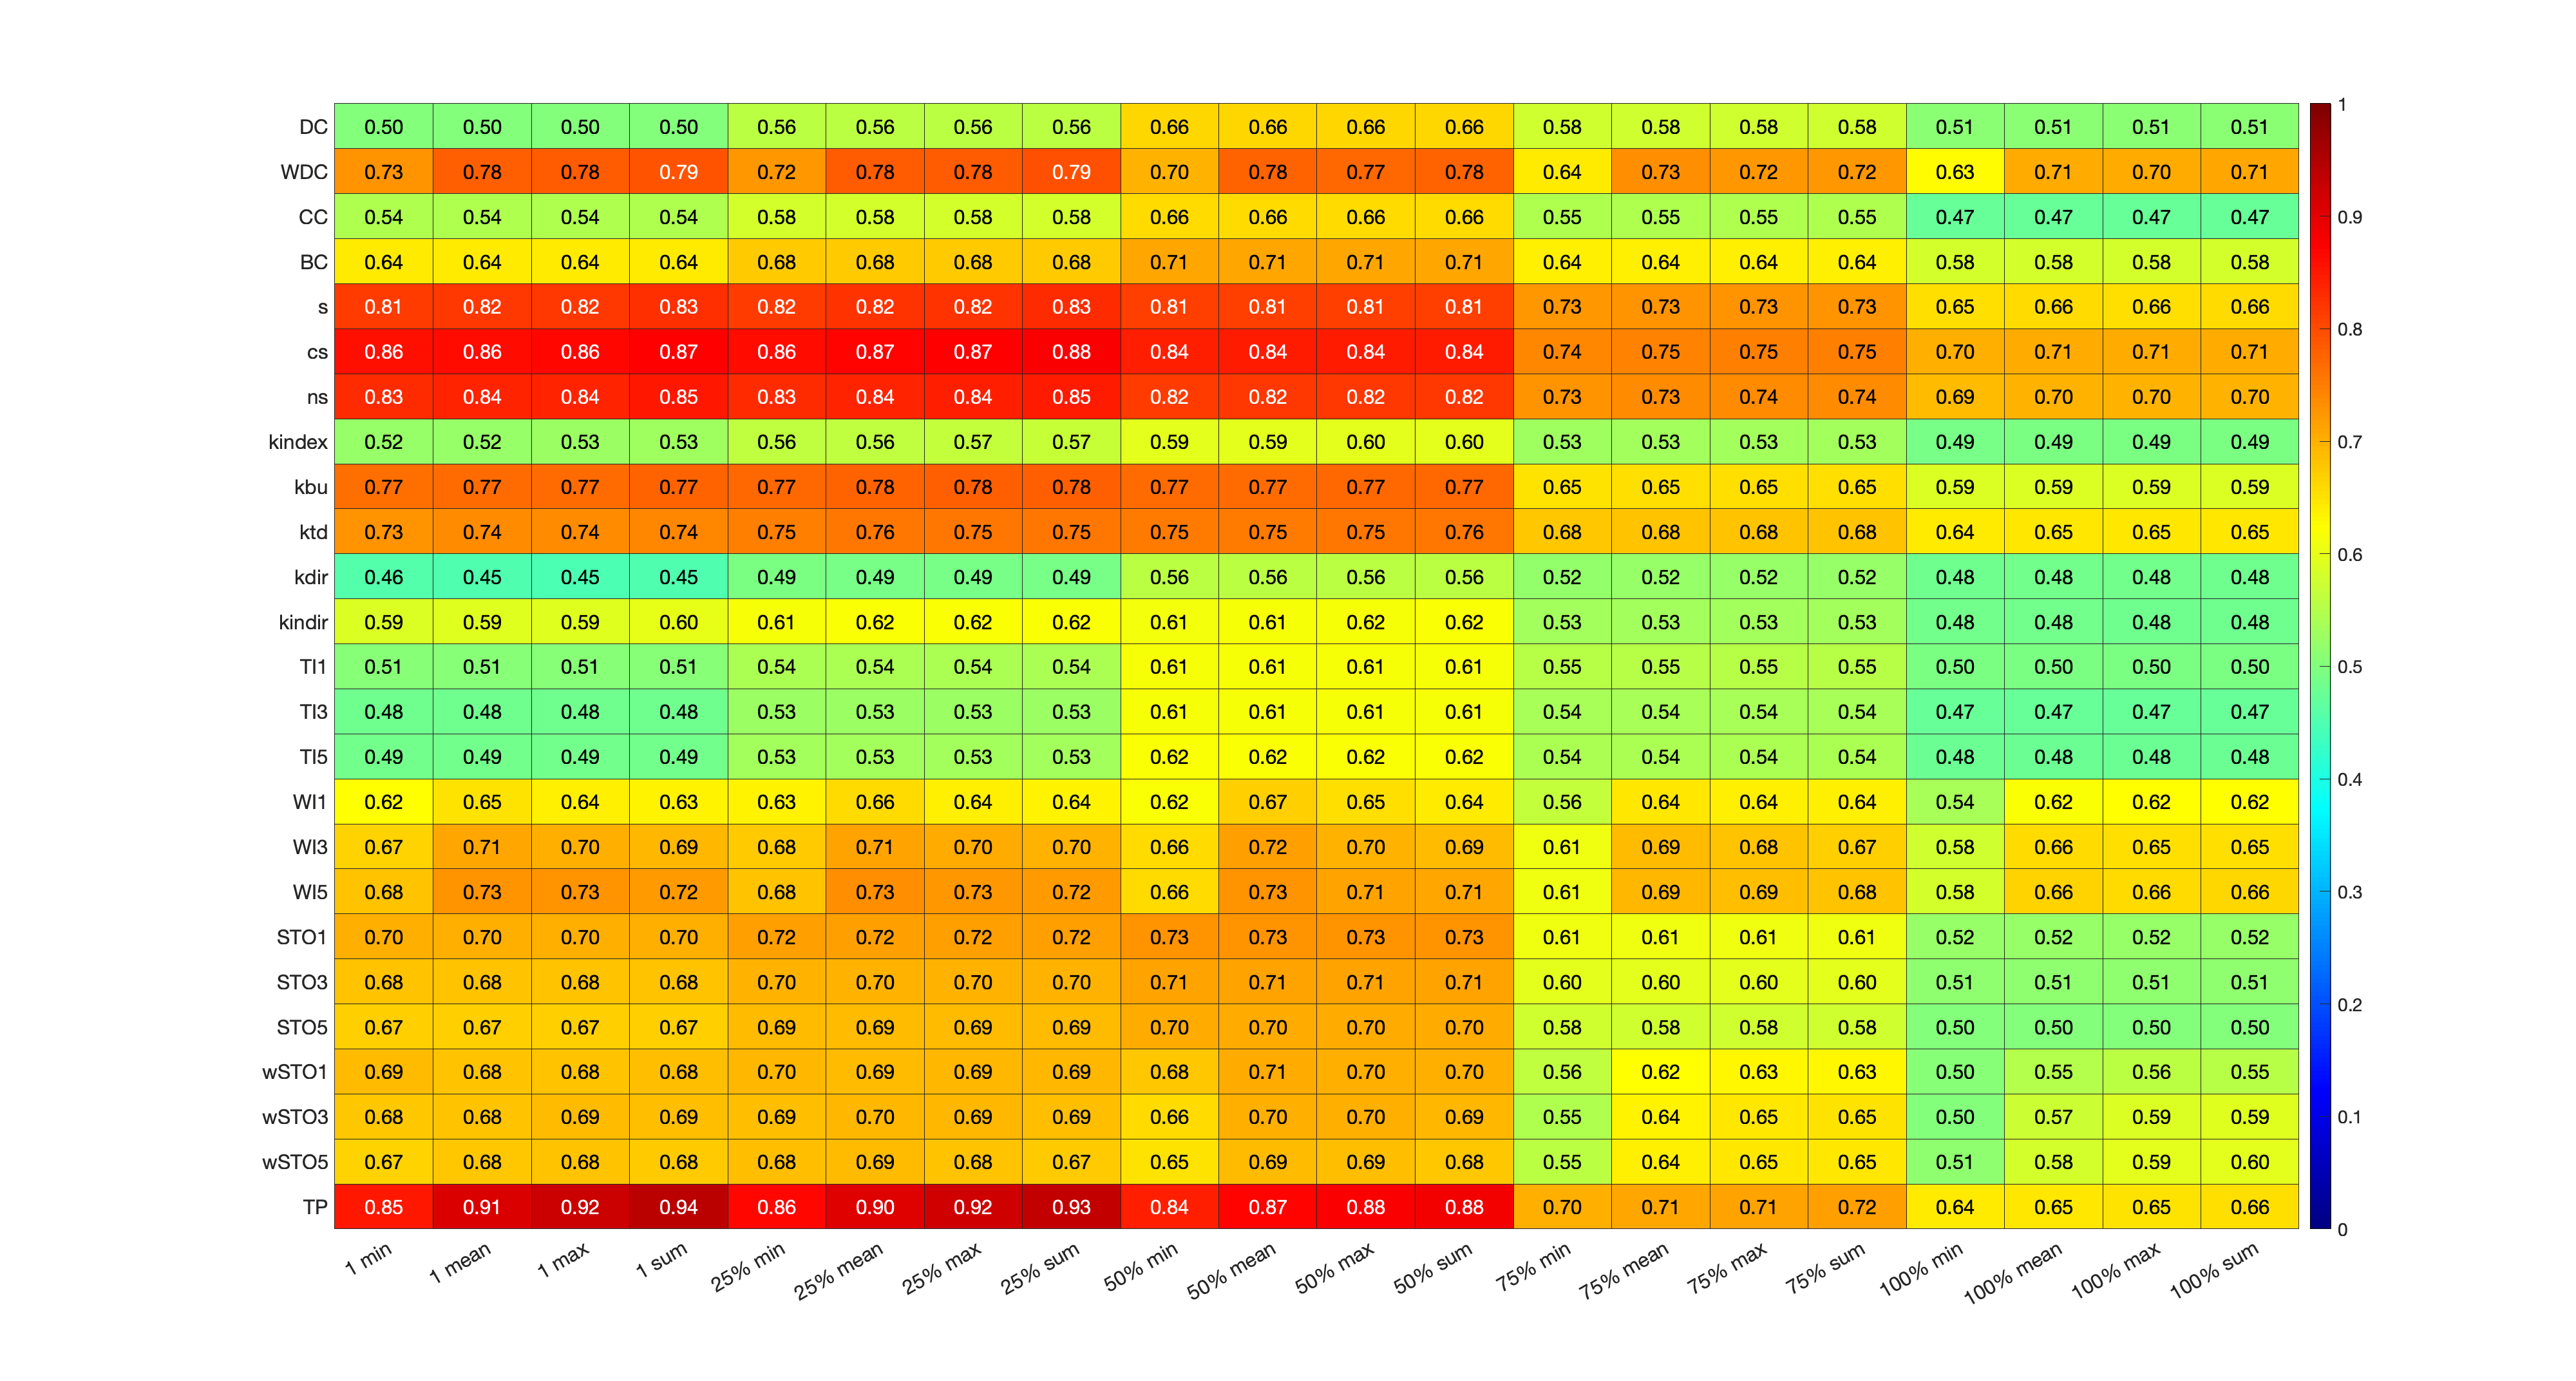 DC 0.50 0.50 0.50 0.50 0.56 0.56 0.56 0.56 0.66 0.66 0.66 0.66 0.58 0.58 0.58 0.58 0.51 0.51 0.51 0.51
WDC 0.73 0.78 0.78 0.79 0.72 0.78 0.78 0.79 0.70 0.78 0.77 0.78 0.64 0.73 0.72 0.72 0.63 0.71 0.70 0.71
CC 0.54 0.54 0.54 0.54 0.58 0.58 0.58 0.58 0.66 0.66 0.66 0.66 0.55 0.55 0.55 0.55 0.47 0.47 0.47 0.47
BC 0.64 0.64 0.64 0.64 0.68 0.68 0.68 0.68 0.71 0.71 0.71 0.71 0.64 0.64 0.64 0.64 0.58 0.58 0.58 0.58
s 0.81 0.82 0.82 0.83 0.82 0.82 0.82 0.83 0.81 0.81 0.81 0.81 0.73 0.73 0.73 0.73 0.65 0.66 0.66 0.66
cs 0.86 0.86 0.86 0.87 0.86 0.87 0.87 0.88 0.84 0.84 0.84 0.84 0.74 0.75 0.75 0.75 0.70 0.71 0.71 0.71
ns 0.83 0.84 0.84 0.85 0.83 0.84 0.84 0.85 0.82 0.82 0.82 0.82 0.73 0.73 0.74 0.74 0.69 0.70 0.70 0.70
kindex 0.52 0.52 0.53 0.53 0.56 0.56 0.57 0.57 0.59 0.59 0.60 0.60 0.53 0.53 0.53 0.53 0.49 0.49 0.49 0.49
kbu 0.77 0.77 0.77 0.77 0.77 0.78 0.78 0.78 0.77 0.77 0.77 0.77 0.65 0.65 0.65 0.65 0.59 0.59 0.59 0.59
ktd 0.73 0.74 0.74 0.74 0.75 0.76 0.75 0.75 0.75 0.75 0.75 0.76 0.68 0.68 0.68 0.68 0.64 0.65 0.65 0.65
kdir 0.46 0.45 0.45 0.45 0.49 0.49 0.49 0.49 0.56 0.56 0.56 0.56 0.52 0.52 0.52 0.52 0.48 0.48 0.48 0.48
kindir 0.59 0.59 0.59 0.60 0.61 0.62 0.62 0.62 0.61 0.61 0.62 0.62 0.53 0.53 0.53 0.53 0.48 0.48 0.48 0.48
TI1 0.51 0.51 0.51 0.51 0.54 0.54 0.54 0.54 0.61 0.61 0.61 0.61 0.55 0.55 0.55 0.55 0.50 0.50 0.50 0.50
TI3 0.48 0.48 0.48 0.48 0.53 0.53 0.53 0.53 0.61 0.61 0.61 0.61 0.54 0.54 0.54 0.54 0.47 0.47 0.47 0.47
TI5 0.49 0.49 0.49 0.49 0.53 0.53 0.53 0.53 0.62 0.62 0.62 0.62 0.54 0.54 0.54 0.54 0.48 0.48 0.48 0.48
WI1 0.62 0.65 0.64 0.63 0.63 0.66 0.64 0.64 0.62 0.67 0.65 0.64 0.56 0.64 0.64 0.64 0.54 0.62 0.62 0.62
WI3 0.67 0.71 0.70 0.69 0.68 0.71 0.70 0.70 0.66 0.72 0.70 0.69 0.61 0.69 0.68 0.67 0.58 0.66 0.65 0.65
WI5 0.68 0.73 0.73 0.72 0.68 0.73 0.73 0.72 0.66 0.73 0.71 0.71 0.61 0.69 0.69 0.68 0.58 0.66 0.66 0.66
STO1 0.70 0.70 0.70 0.70 0.72 0.72 0.72 0.72 0.73 0.73 0.73 0.73 0.61 0.61 0.61 0.61 0.52 0.52 0.52 0.52
STO3 0.68 0.68 0.68 0.68 0.70 0.70 0.70 0.70 0.71 0.71 0.71 0.71 0.60 0.60 0.60 0.60 0.51 0.51 0.51 0.51
STO5 0.67 0.67 0.67 0.67 0.69 0.69 0.69 0.69 0.70 0.70 0.70 0.70 0.58 0.58 0.58 0.58 0.50 0.50 0.50 0.50
wSTO1 0.69 0.68 0.68 0.68 0.70 0.69 0.69 0.69 0.68 0.71 0.70 0.70 0.56 0.62 0.63 0.63 0.50 0.55 0.56 0.55
wSTO3 0.68 0.68 0.69 0.69 0.69 0.70 0.69 0.69 0.66 0.70 0.70 0.69 0.55 0.64 0.65 0.65 0.50 0.57 0.59 0.59
wSTO5 0.67 0.68 0.68 0.68 0.68 0.69 0.68 0.67 0.65 0.69 0.69 0.68 0.55 0.64 0.65 0.65 0.51 0.58 0.59 0.60
TP 0.85 0.91 0.92 0.94 0.86 0.90 0.92 0.93 0.84 0.87 0.88 0.88 0.70 0.71 0.71 0.72 0.64 0.65 0.65 0.66
1 min 1 mean 1 max 1 sum 25% min 25% mean 25% max 25% sum 50% min 50% mean 50% max 50% sum 75% min 75% mean 75% max 75% sum 100% min 100% mean 100% max 100% sum
1
0.9
0.8
0.7
0.6
0.5
0.4
0.3
0.2
0.1
0